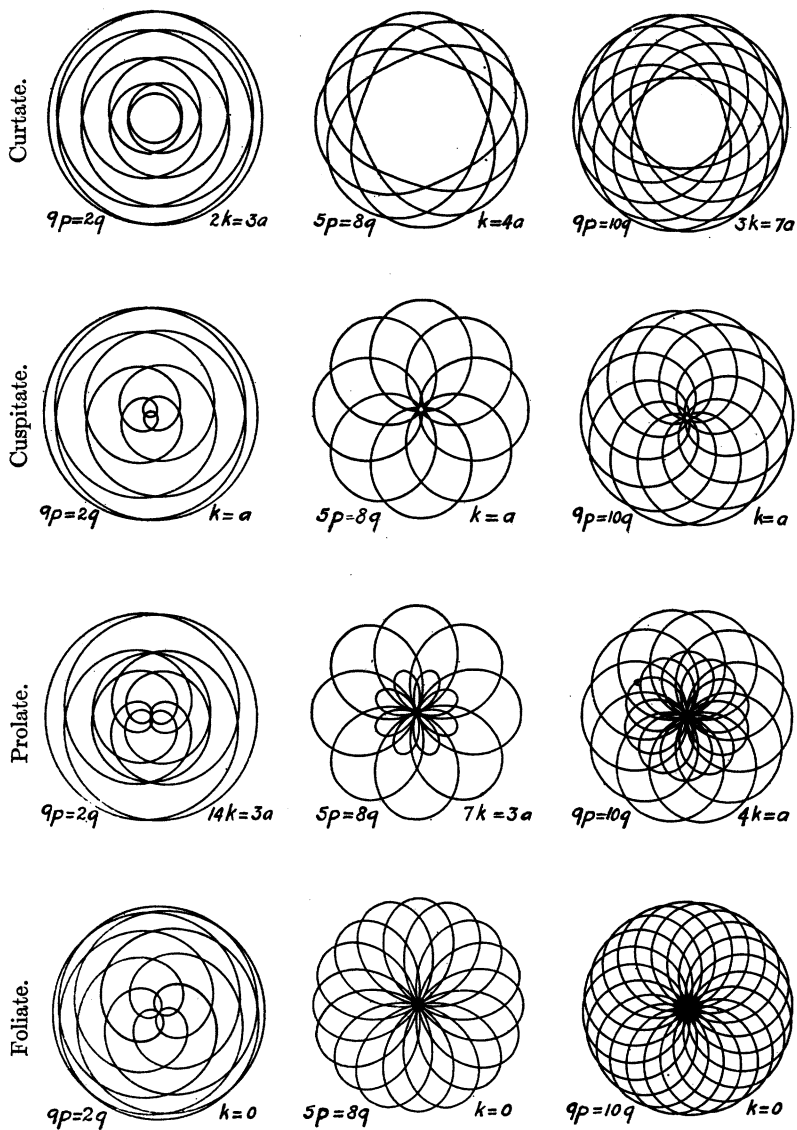 Curtate.
9p=2q 2k=3a 5p=8q k=4a 9p=10q 3k=7a
Cuspitate.
9p=2q k=a 5p=8q k=a 9p=10q k=a
Prolate.
9p=2q 14k=3a 5p=8q 7k=3a 9p=10q 4k=a
Foliate.
9p=2q k=0 5p=8q k=0 9p=10q k=0